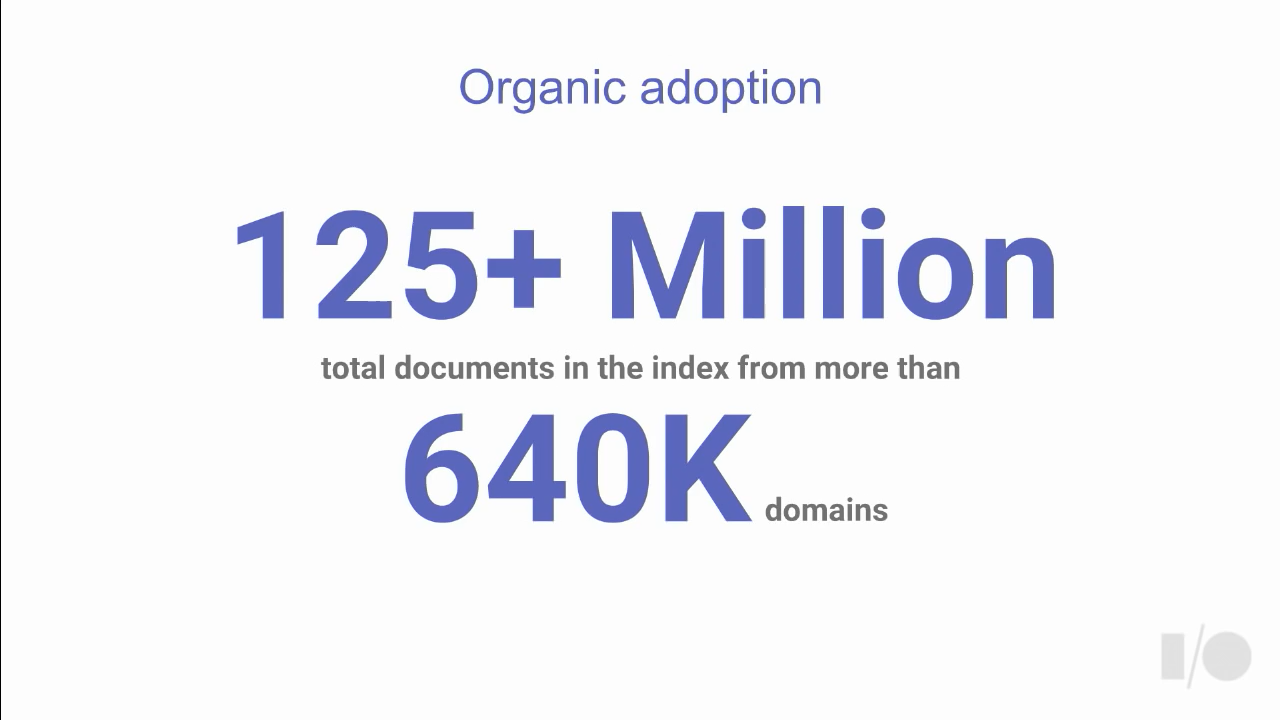 Organic adoption
125+ Million
total documents in the index from more than
640K domains
I/O